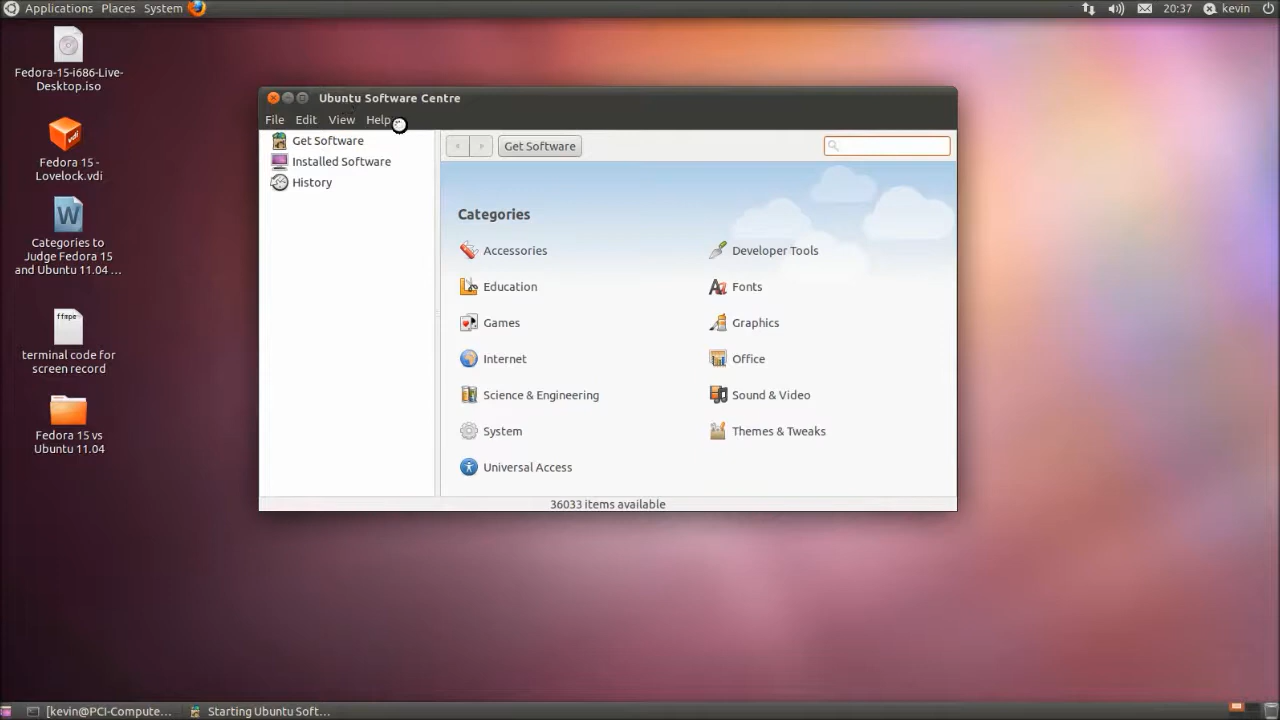 Applications Places System
20:37 kevin
Fedora-15-i686-Live-
Desktop.iso
Fedora 15 -
Lovelock.vdi
W
Categories to
Judge Fedora 15
and Ubuntu 11.04 ...
ffmpe
terminal code for
screen record
Fedora 15 vs
Ubuntu 11.04
Ubuntu Software Centre
File Edit View Help
Get Software
Installed Software
History
Get Software
Categories
Accessories
Developer Tools
Education
Fonts
Games
Graphics
Internet
Office
Science & Engineering
Sound & Video
System
Themes & Tweaks
Universal Access
36033 items available
[kevin@PCI-Compute...
Starting Ubuntu Soft...